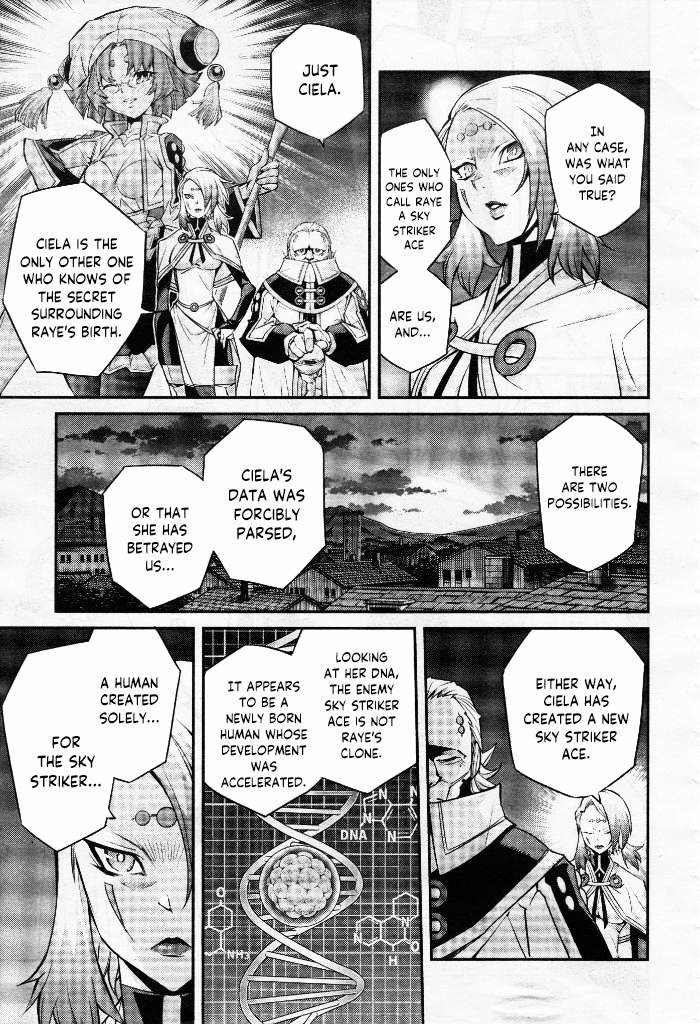 IN
ANY CASE,
WAS WHAT
YOU SAID
TRUE?
THE ONLY
ONES WHO
CALL RAYE
A SKY
STRIKER
ACE
ARE US,
AND...
JUST
CIELA.
CIELA IS THE
ONLY OTHER ONE
WHO KNOWS OF
THE SECRET
SURROUNDING
RAYE'S BIRTH.
THERE
ARE TWO
POSSIBILITIES.
CIELA'S
DATA WAS
FORCIBLY
PARSED,
OR THAT
SHE HAS
BETRAYED
US...
EITHER WAY,
CIELA HAS
CREATED A NEW
SKY STRIKER
ACE.
LOOKING
AT HER DNA,
THE ENEMY
SKY STRIKER
ACE IS NOT
RAYE'S
CLONE.
IT APPEARS
TO BE A
NEWLY BORN
HUMAN WHOSE
DEVELOPMENT
WAS
ACCELERATED.
N
N
N
N
DNA
N
O
N
O
H
NH3
A HUMAN
CREATED
SOLELY...
FOR
THE SKY
STRIKER...